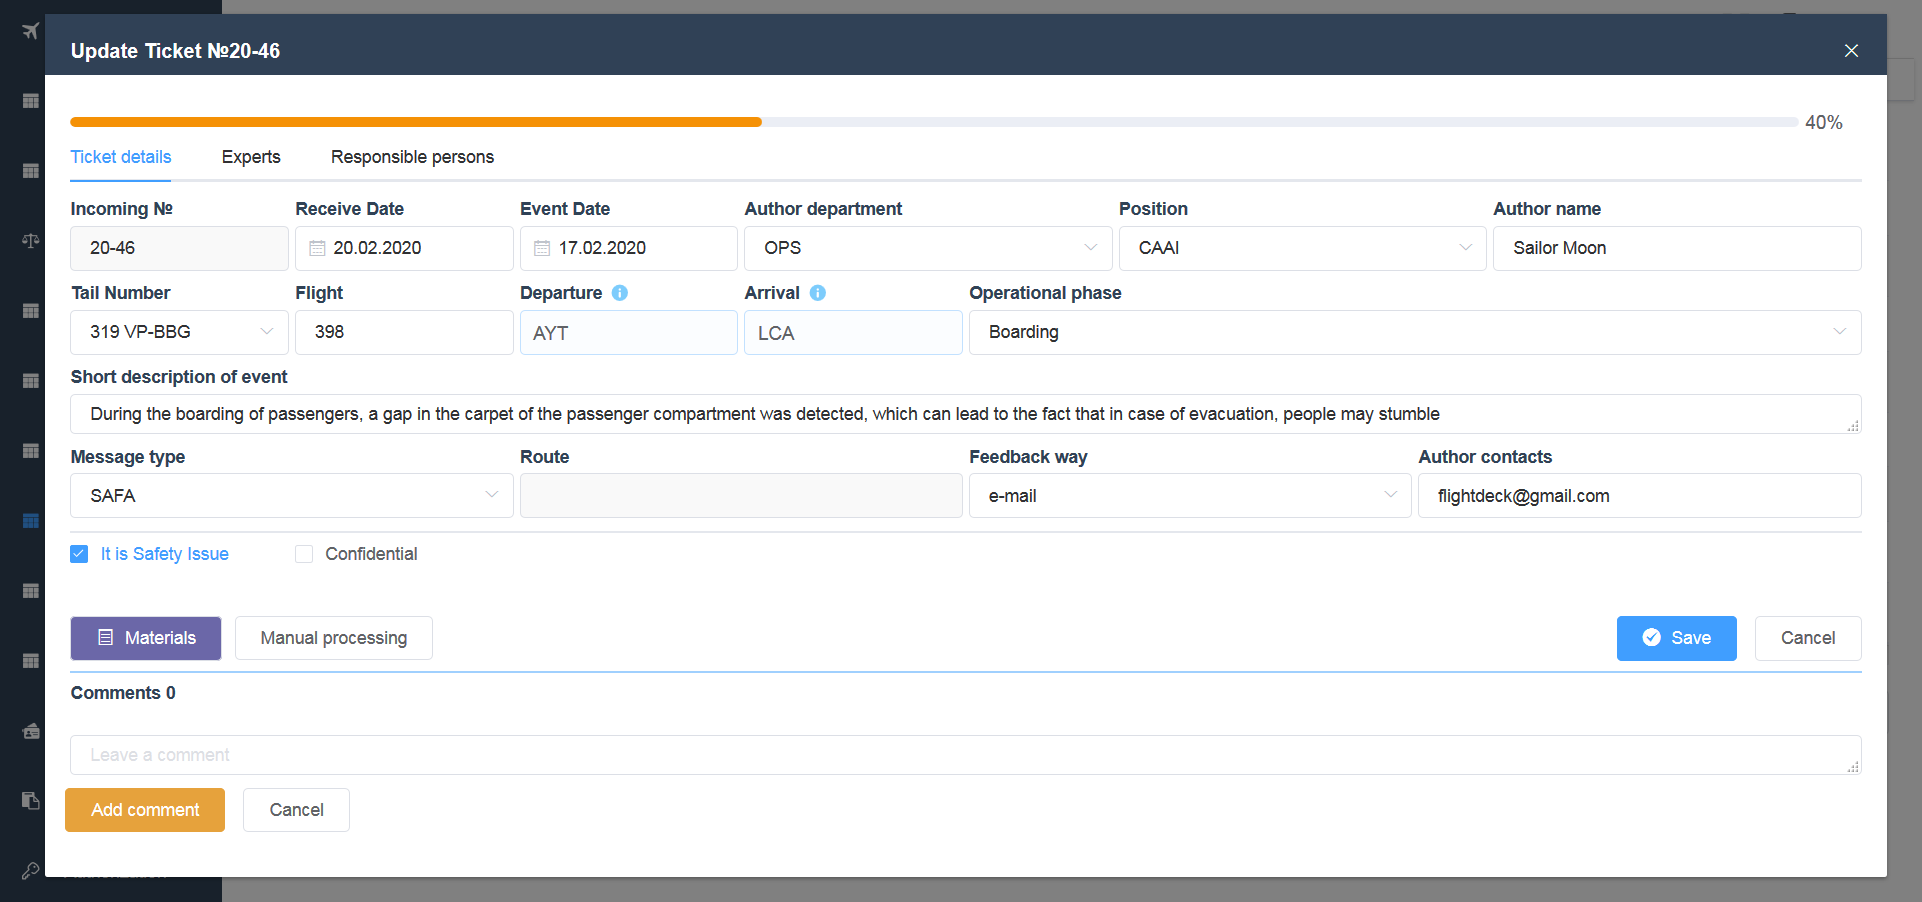 Update Ticket №20-46
40%
Ticket details Experts Responsible persons
Incoming № Receive Date Event Date Author department Position Author name
20-46 20.02.2020 17.02.2020 OPS CAAI Sailor Moon
Tail Number Flight Departure Arrival Operational phase
319 VP-BBG 398 AYT LCA Boarding
Short description of event
During the boarding of passengers, a gap in the carpet of the passenger compartment was detected, which can lead to the fact that in case of evacuation, people may stumble
Message type Route Feedback way Author contacts
SAFA e-mail flightdeck@gmail.com
It is Safety Issue Confidential
Materials Manual processing Save Cancel
Comments 0
Leave a comment
Add comment Cancel